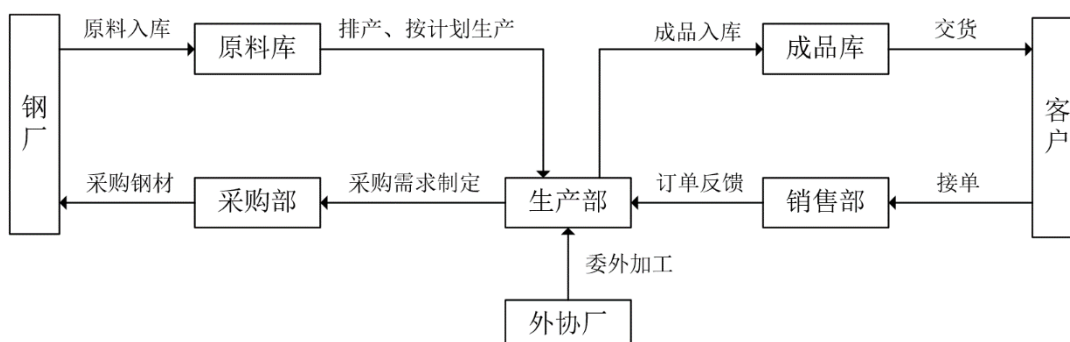 原料入库
原料库
排产、按计划生产
成品入库
成品库
交货
钢厂
客户
采购钢材
采购部
采购需求制定
生产部
订单反馈
销售部
接单
委外加工
外协厂